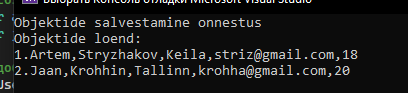 Выбрать Консоль отладки Microsoft Visual Studio
Objektide salvestamine onnestus
Objektide loend:
1.Artem,Stryzhakov,Keila,striz@gmail.com,18
2.Jaan,Krohhin,Tallinn,krohha@gmail.com,20